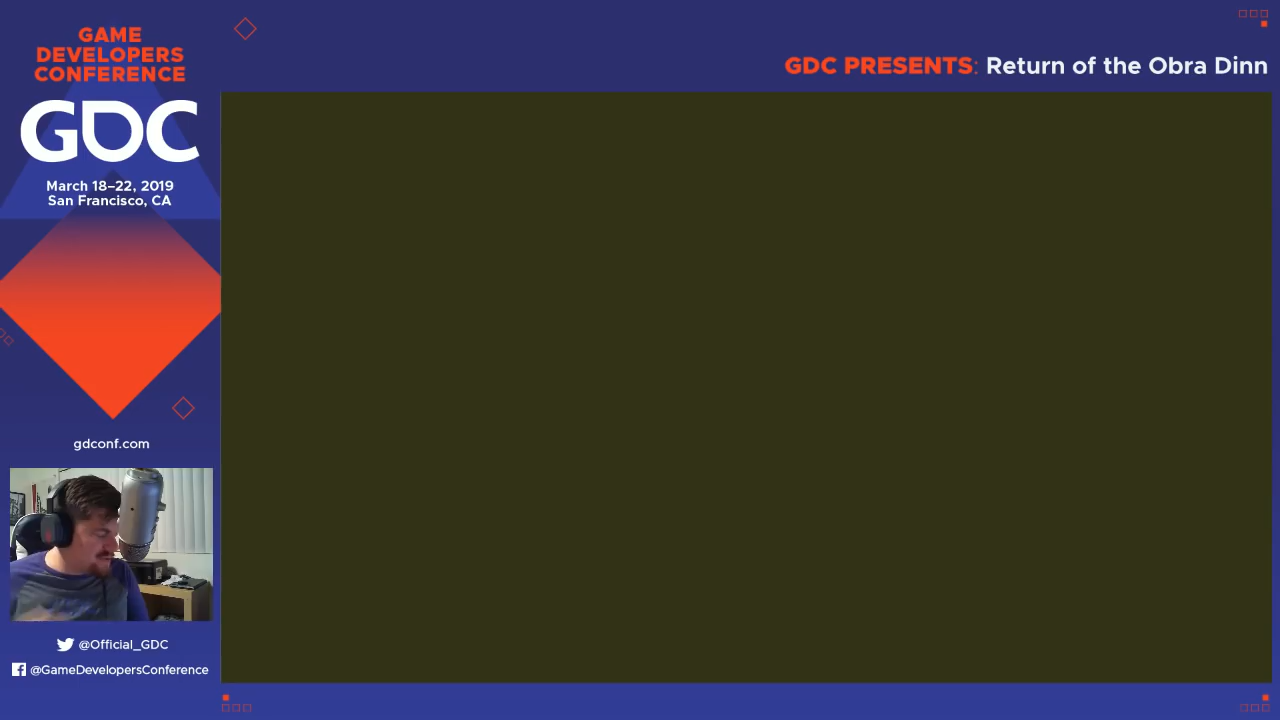 GAME
DEVELOPERS
CONFERENCE
GDC
March 18–22, 2019
San Francisco, CA
GDC PRESENTS: Return of the Obra Dinn
gdconf.com
@Official_GDC
@GameDevelopersConference